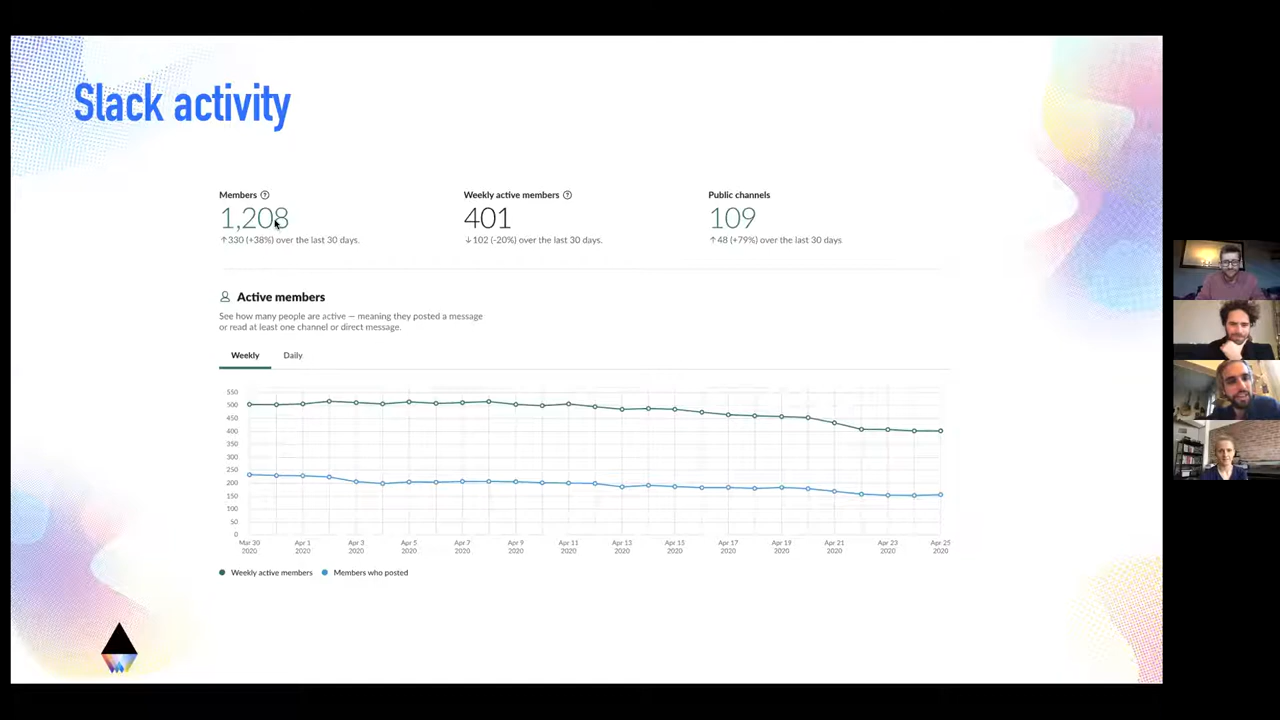 Slack activity
Members
1,208
↑330 (+38%) over the last 30 days.
Weekly active members
401
↓102 (-20%) over the last 30 days.
Public channels
109
↑48 (+79%) over the last 30 days
Active members
See how many people are active — meaning they posted a message
or read at least one channel or direct message.
Weekly Daily
550
500
450
400
350
300
250
200
150
100
50
0
Mar 30 Apr 1 Apr 3 Apr 5 Apr 7 Apr 9 Apr 11 Apr 13 Apr 15 Apr 17 Apr 19 Apr 21 Apr 23 Apr 25
2020 2020 2020 2020 2020 2020 2020 2020 2020 2020 2020 2020 2020 2020
Weekly active members Members who posted